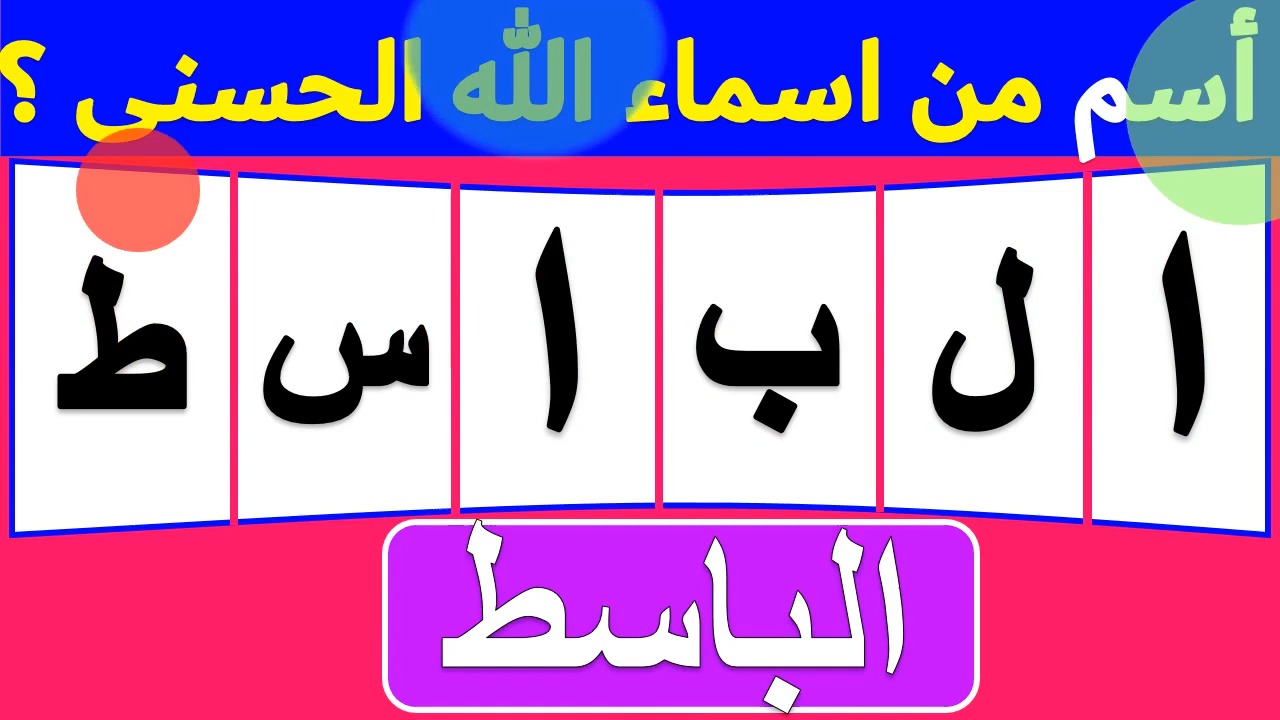 أسم من اسماء الله الحسنى ؟
ا ل ب ا س ط
الباسط